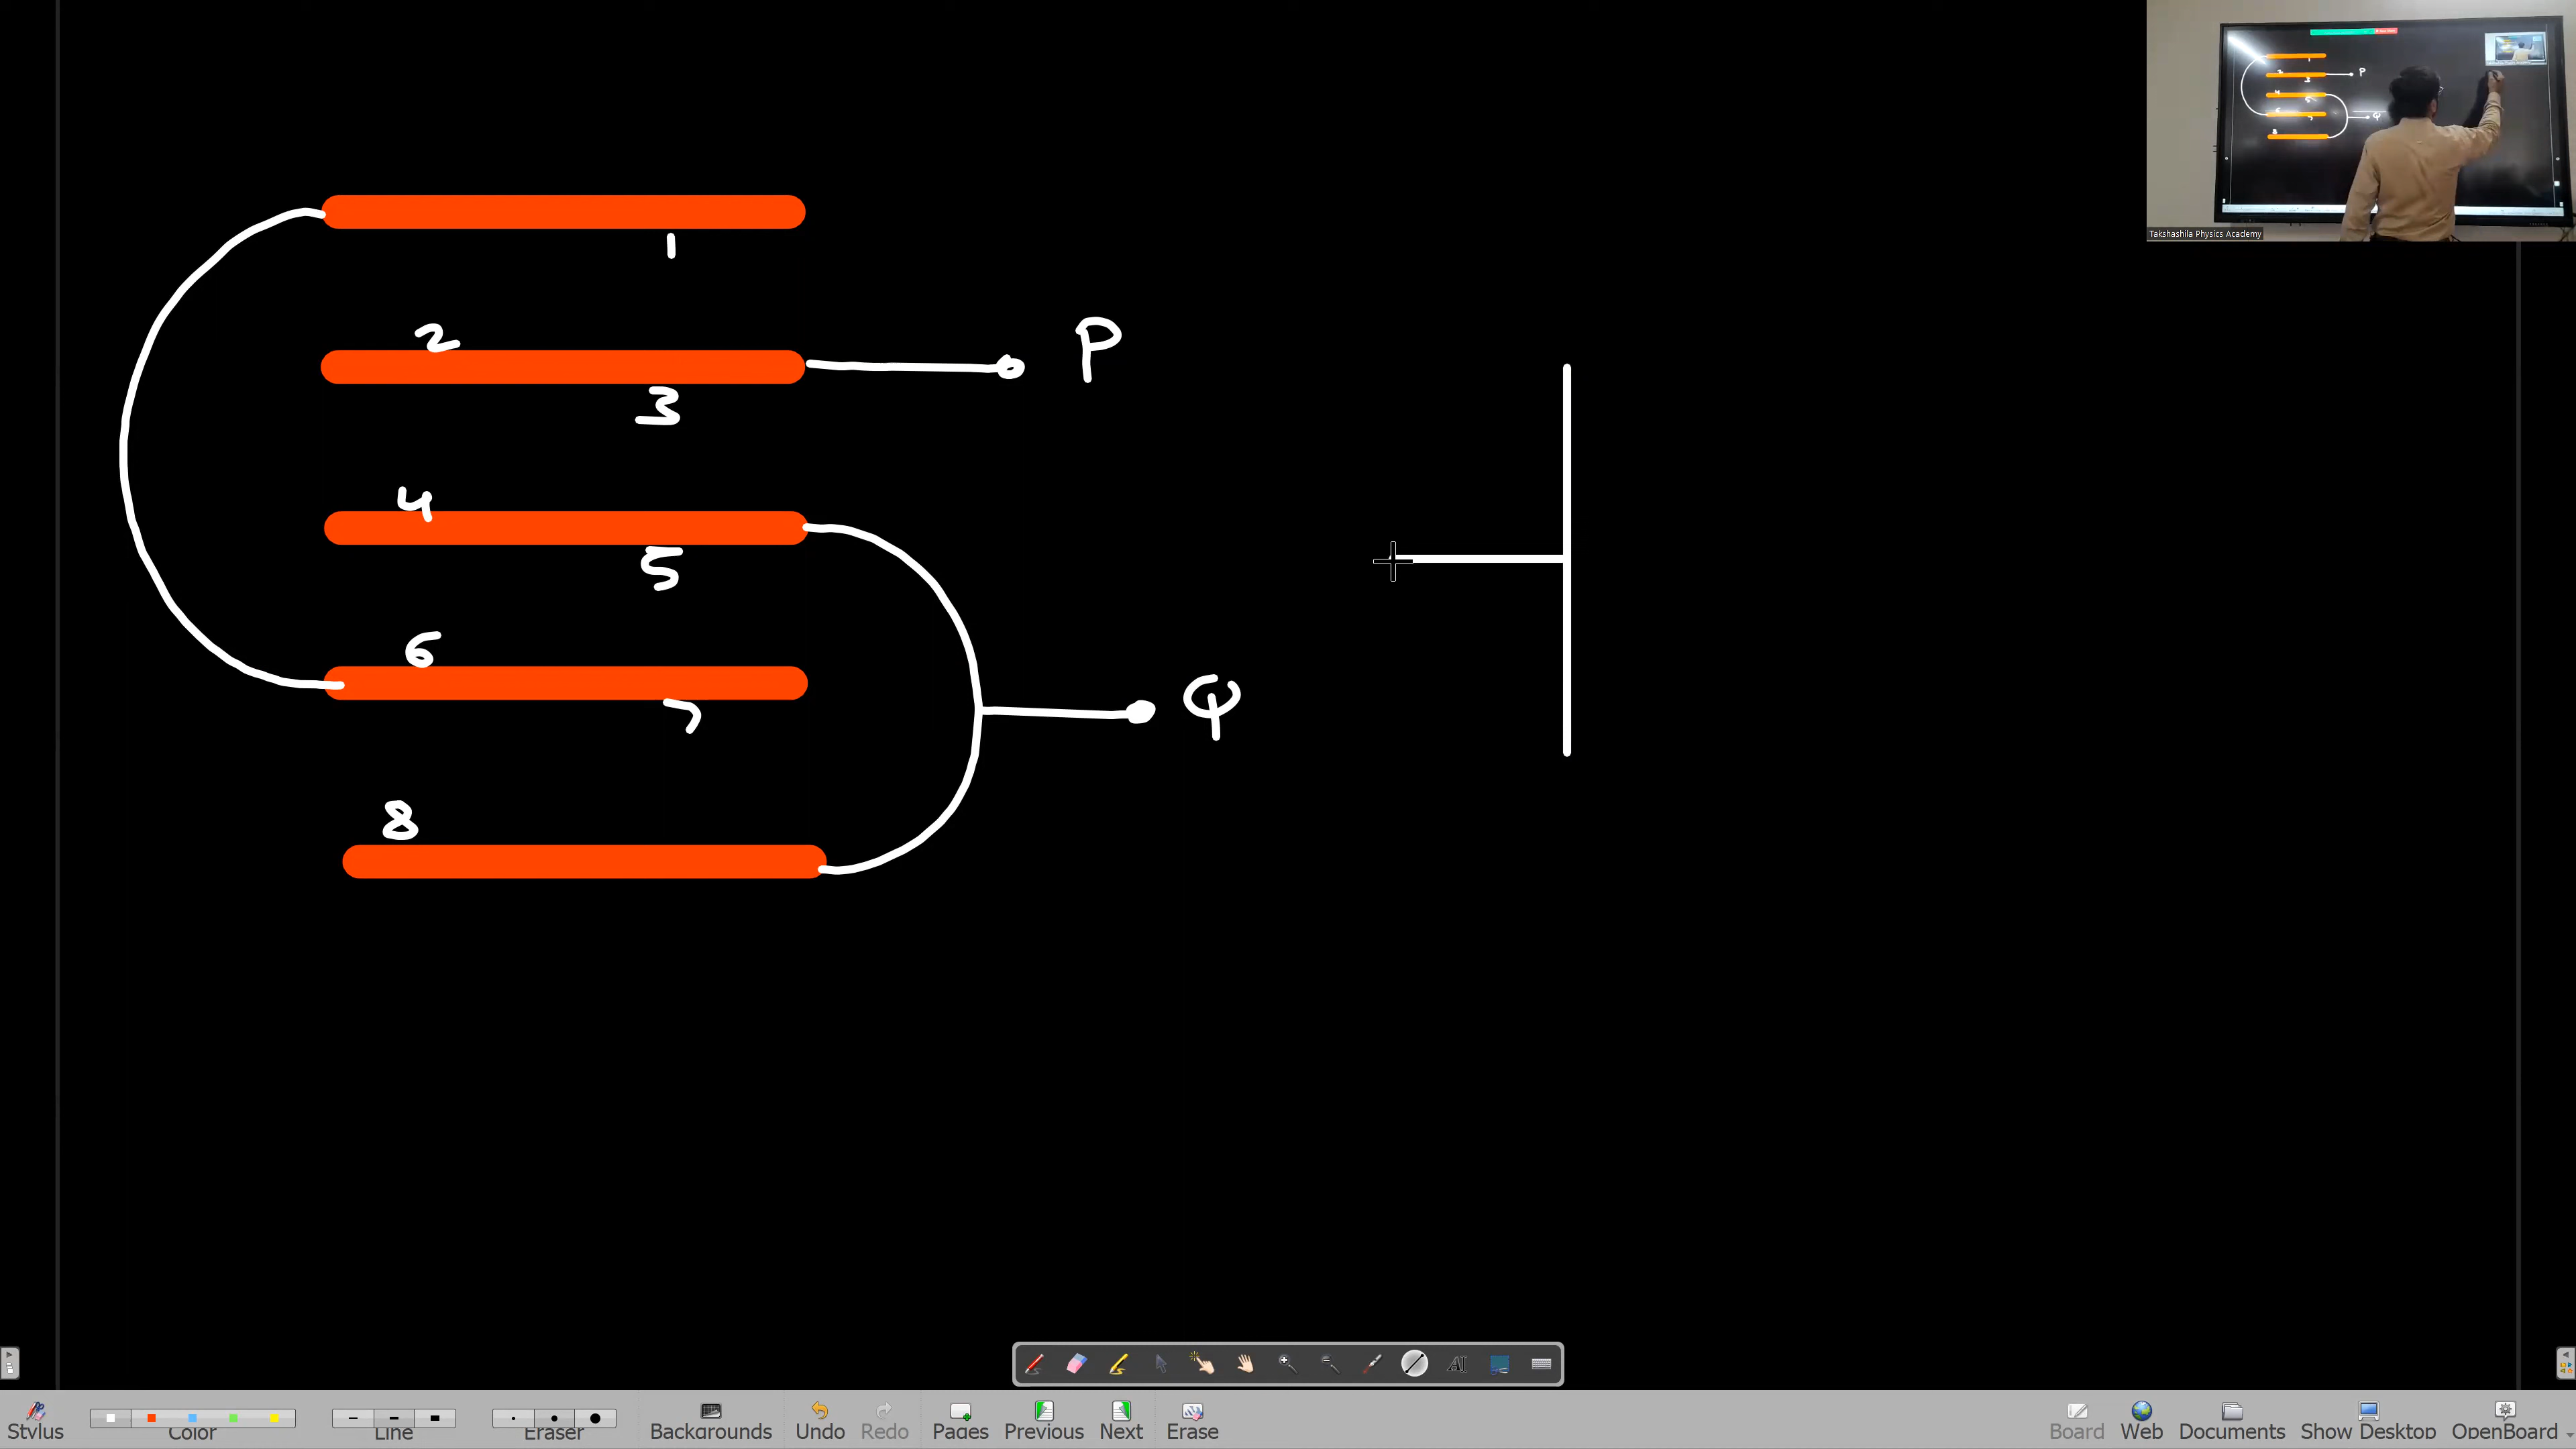 Takshashila Physics Academy
1
2
P
3
4
5
6
Q
7
8
Stylus Color Line Eraser Backgrounds Undo Redo Pages Previous Next Erase Board Web Documents Show Desktop OpenBoard